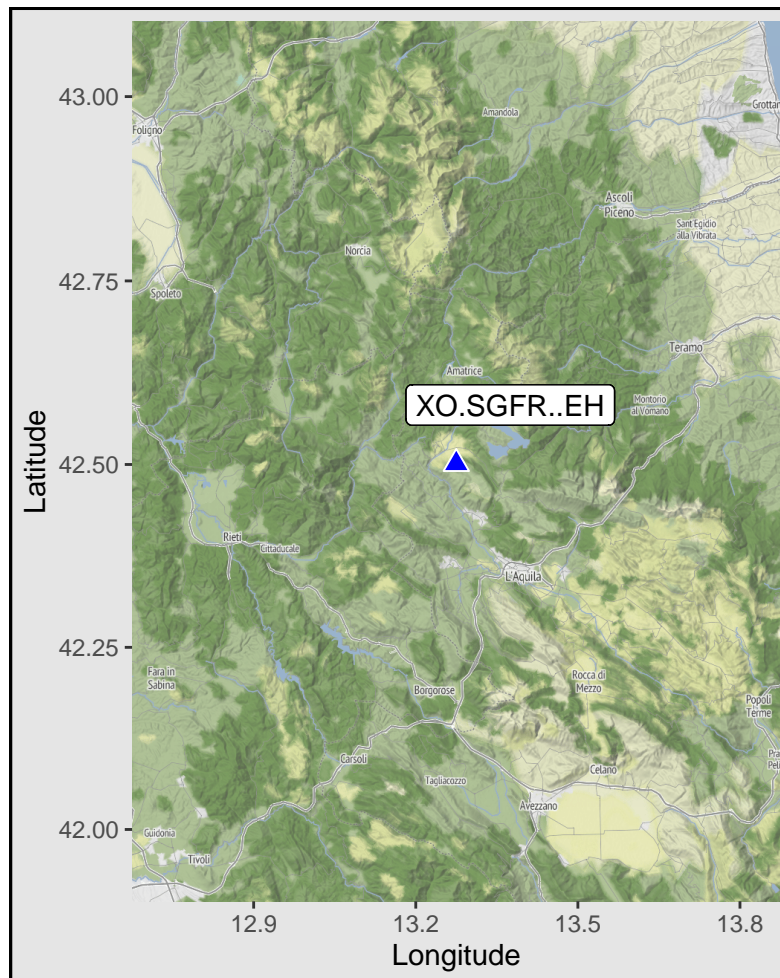 43.00
Grottam
Amandola
Foligno
Ascoli
Piceno
Sant'Egidio
alla Vibrata
Norcia
42.75
Spoleto
Teramo
Amatrice
XO.SGFR..EH
Montorio
al Vomano
Latitude
42.50
Rieti
Cittaducale
L'Aquila
42.25
Fara in
Sabina
Rocca di
Mezzo
Borgorose
Popoli
Terme
Carsoli
Pra
Peli
Celano
Tagliacozzo
Avezzano
42.00
Guidonia
Tivoli
12.9
13.2
13.5
13.8
Longitude